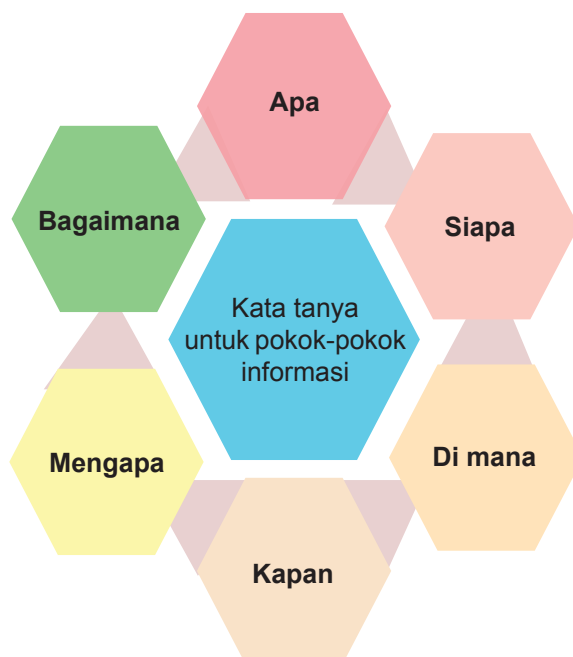 Apa
Siapa
Di mana
Kapan
Mengapa
Bagaimana
Kata tanya
untuk pokok-pokok
informasi